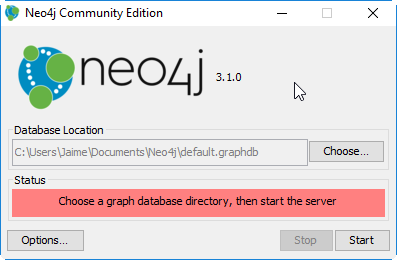 Neo4j Community Edition
neo4j 3.1.0
Database Location
C:\Users\Jaime\Documents\Neo4j\default.graphdb Choose...
Status
Choose a graph database directory, then start the server
Options... Stop Start